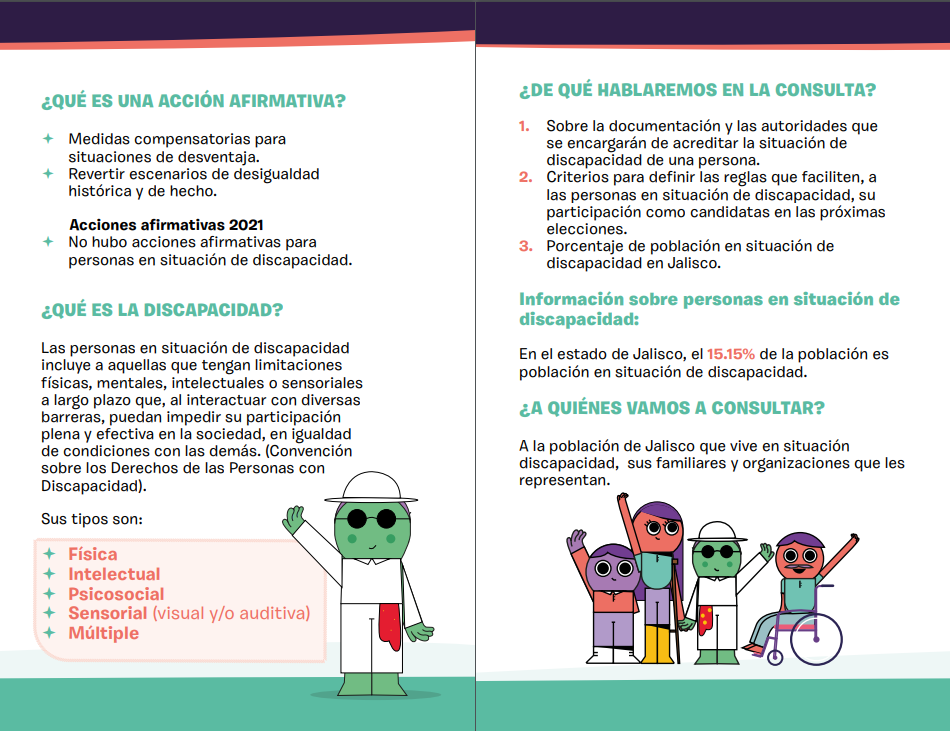 ¿QUÉ ES UNA ACCIÓN AFIRMATIVA?
Medidas compensatorias para
situaciones de desventaja.
Revertir escenarios de desigualdad
histórica y de hecho.
Acciones afirmativas 2021
No hubo acciones afirmativas para
personas en situación de discapacidad.
¿QUÉ ES LA DISCAPACIDAD?
Las personas en situación de discapacidad
incluye a aquellas que tengan limitaciones
físicas, mentales, intelectuales o sensoriales
a largo plazo que, al interactuar con diversas
barreras, puedan impedir su participación
plena y efectiva en la sociedad, en igualdad
de condiciones con las demás. (Convención
sobre los Derechos de las Personas con
Discapacidad).
Sus tipos son:
Física
Intelectual
Psicosocial
Sensorial (visual y/o auditiva)
Múltiple
¿DE QUÉ HABLAREMOS EN LA CONSULTA?
1. Sobre la documentación y las autoridades que
se encargarán de acreditar la situación de
discapacidad de una persona.
2. Criterios para definir las reglas que faciliten, a
las personas en situación de discapacidad, su
participación como candidatas en las próximas
elecciones.
3. Porcentaje de población en situación de
discapacidad en Jalisco.
Información sobre personas en situación de
discapacidad:
En el estado de Jalisco, el 15.15% de la población es
población en situación de discapacidad.
¿A QUIÉNES VAMOS A CONSULTAR?
A la población de Jalisco que vive en situación
discapacidad, sus familiares y organizaciones que les
representan.